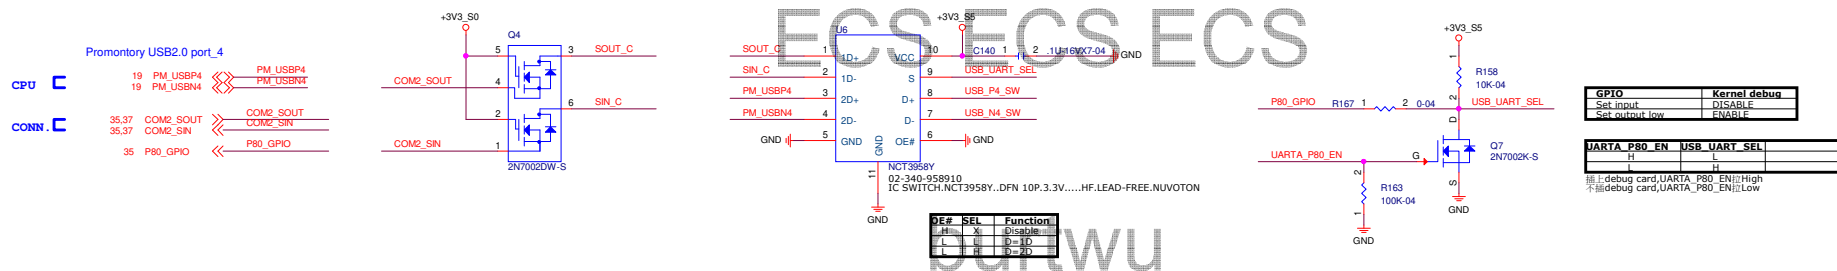 ECS ECS ECS
Promontory USB2.0 port_4
CPU
19 PM_USBP4 PM_USBP4
19 PM_USBN4 PM_USBN4
CONN.
35,37 COM2_SOUT COM2_SOUT
35,37 COM2_SIN COM2_SIN
35 P80_GPIO P80_GPIO
+3V3_S0
Q4
5 3 SOUT_C
COM2_SOUT 4
6 SIN_C
2
COM2_SIN 1
2N7002DW-S
+3V3_S5
U6
SOUT_C 1 1D+ VCC 10 C140 1 2 .1U-16VX7-04 GND
SIN_C 2 1D- S 9 USB_UART_SEL
PM_USBP4 3 2D+ D+ 8 USB_P4_SW
PM_USBN4 4 2D- D- 7 USB_N4_SW
GND 5 GND GND OE# 6 GND
11 NCT3958Y
02-340-958910
IC SWITCH.NCT3958Y..DFN 10P.3.3V.....HF.LEAD-FREE.NUVOTON
GND
OE# SEL Function
H X Disable
L L D=1D
L H D=2D
burtwu
+3V3_S5
1
R158
10K-04
2
P80_GPIO R167 1 2 0-04 USB_UART_SEL
D
UARTA_P80_EN G
Q7
2N7002K-S
S
GND
2
R163
100K-04
1
GND
GPIO Kernel debug
Set input DISABLE
Set output low ENABLE
UARTA_P80_EN USB_UART_SEL
H L
L H
插上debug card,UARTA_P80_EN拉High
不插debug card,UARTA_P80_EN拉Low